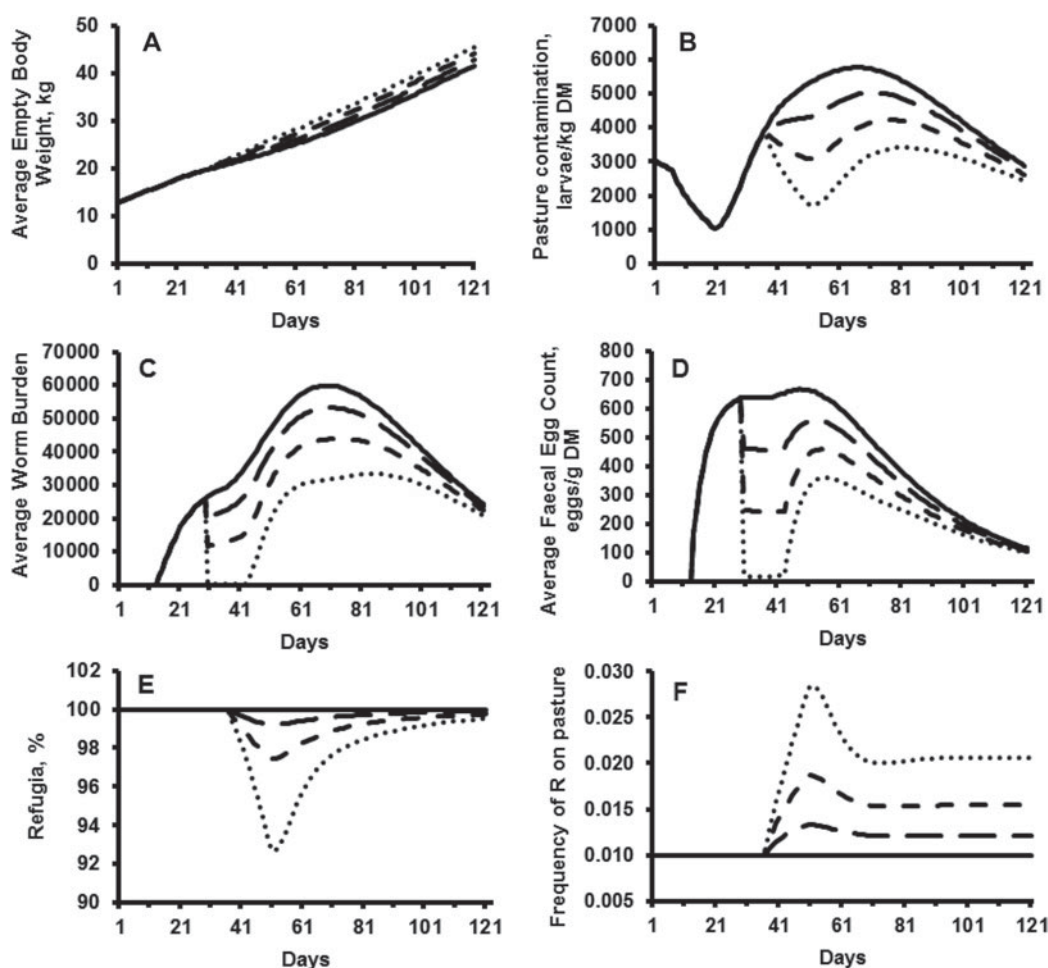 A
Average Empty Body
Weight, kg
50
40
30
20
10
0
1 21 41 61 81 101 121
Days
B
Pasture contamination,
larvae/kg DM
7000
6000
5000
4000
3000
2000
1000
0
1 21 41 61 81 101 121
Days
C
Average Worm Burden
70000
60000
50000
40000
30000
20000
10000
0
1 21 41 61 81 101 121
Days
D
Average Faecal Egg Count,
eggs/g DM
800
700
600
500
400
300
200
100
0
1 21 41 61 81 101 121
Days
E
Refugia, %
102
100
98
96
94
92
90
1 21 41 61 81 101 121
Days
F
Frequency of R on pasture
0.030
0.025
0.020
0.015
0.010
0.005
1 21 41 61 81 101 121
Days